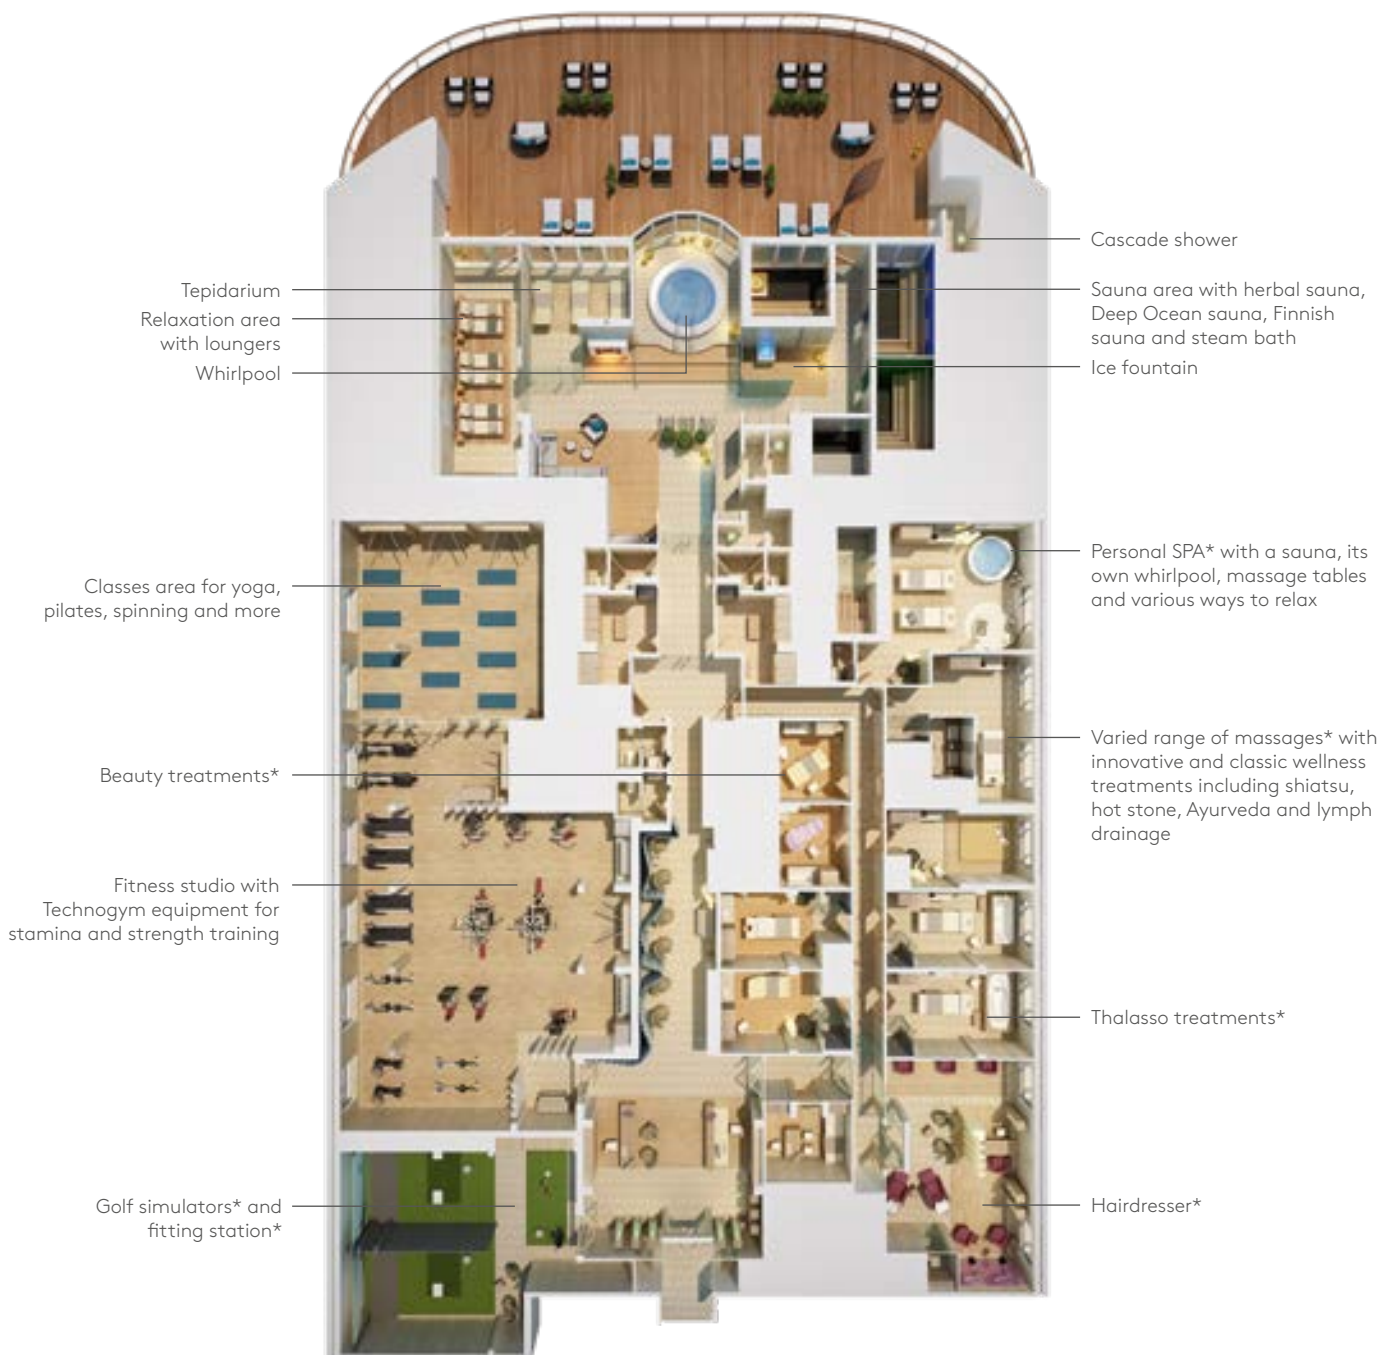 Cascade shower
Tepidarium
Sauna area with herbal sauna,
Deep Ocean sauna, Finnish
sauna and steam bath
Relaxation area
with loungers
Whirlpool
Ice fountain
Personal SPA* with a sauna, its
own whirlpool, massage tables
and various ways to relax
Classes area for yoga,
pilates, spinning and more
Varied range of massages* with
innovative and classic wellness
treatments including shiatsu,
hot stone, Ayurveda and lymph
drainage
Beauty treatments*
Fitness studio with
Technogym equipment for
stamina and strength training
Thalasso treatments*
Golf simulators* and
fitting station*
Hairdresser*